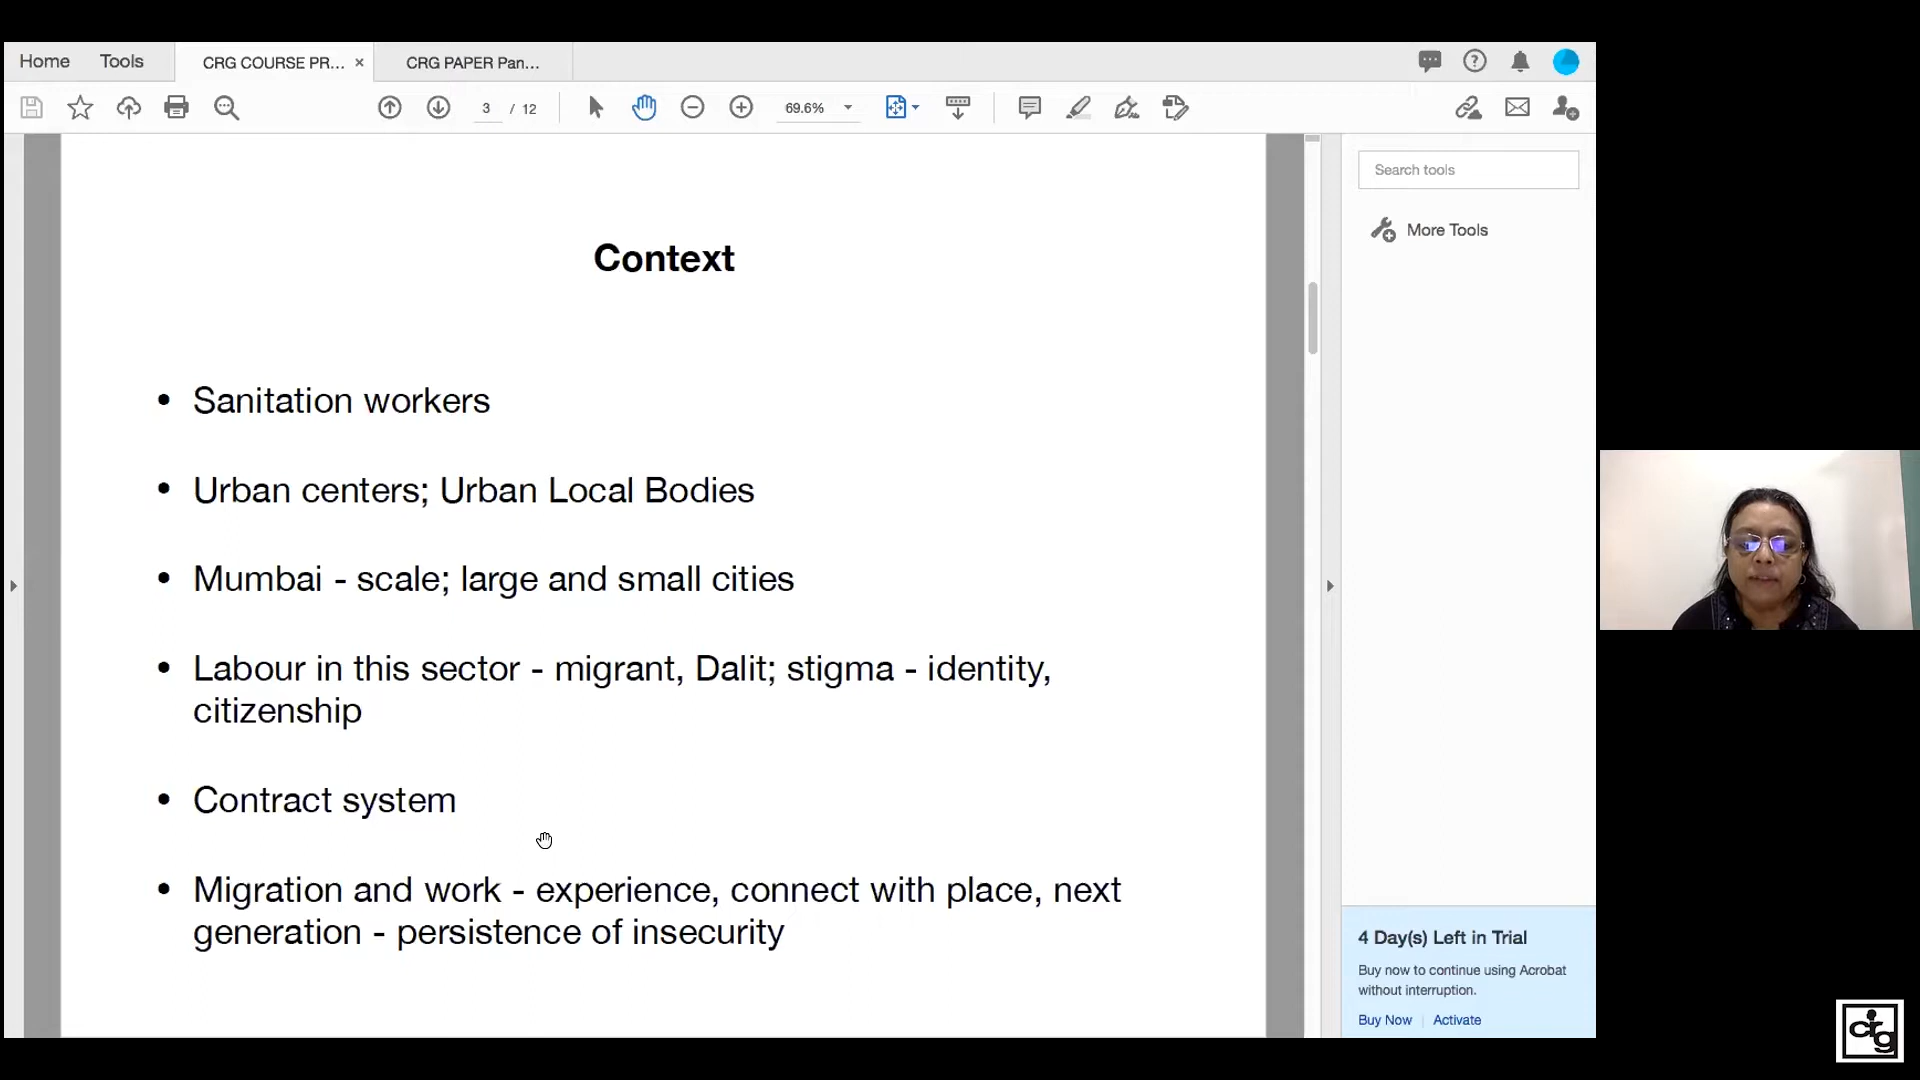 Home Tools CRG COURSE PR... × CRG PAPER Pan...
3 / 12 69.6%
Search tools
More Tools
Context
• Sanitation workers
• Urban centers; Urban Local Bodies
• Mumbai - scale; large and small cities
• Labour in this sector - migrant, Dalit; stigma - identity,
citizenship
• Contract system
• Migration and work - experience, connect with place, next
generation - persistence of insecurity
4 Day(s) Left in Trial
Buy now to continue using Acrobat
without interruption.
Buy Now | Activate
crg